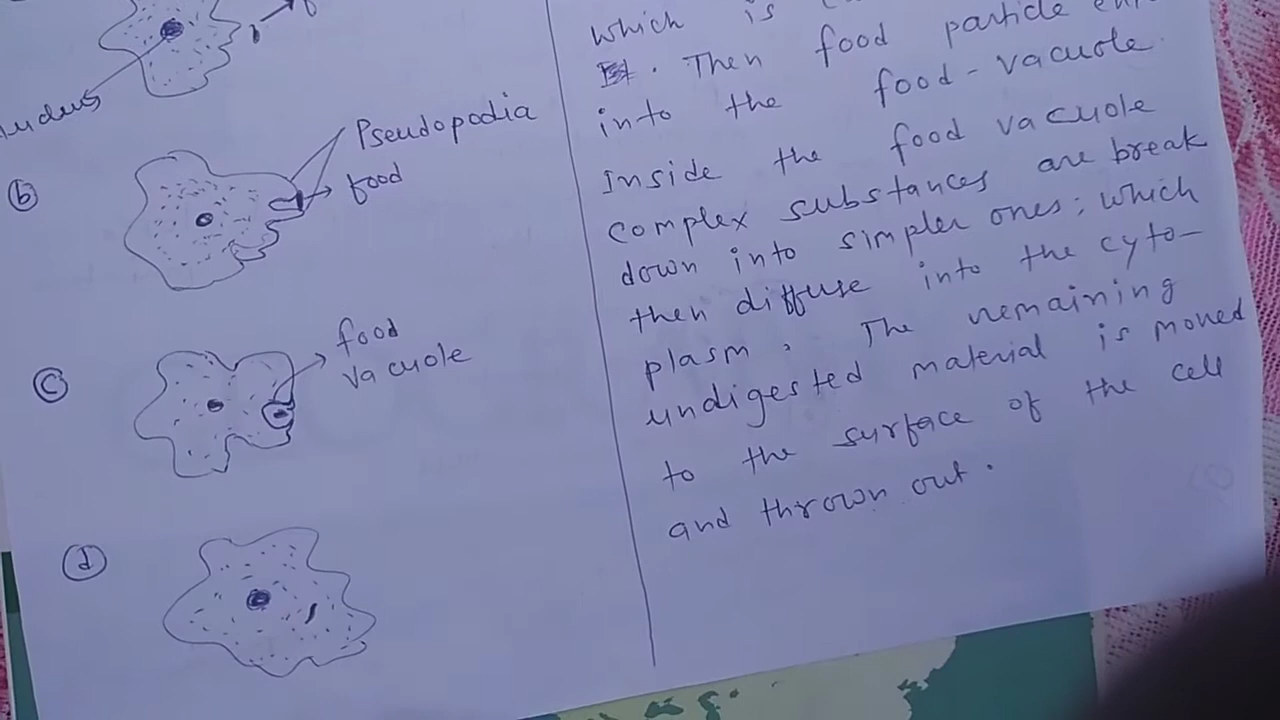 Pseudopodia
food
b
c
food
vacuole
d
which is
. Then food particle
into the food-vacuole.
Inside the food vacuole
complex substances are break
down into simpler ones; which
then diffuse into the cyto-
plasm. The remaining
undigested material is moved
to the surface of the cell
and thrown out.